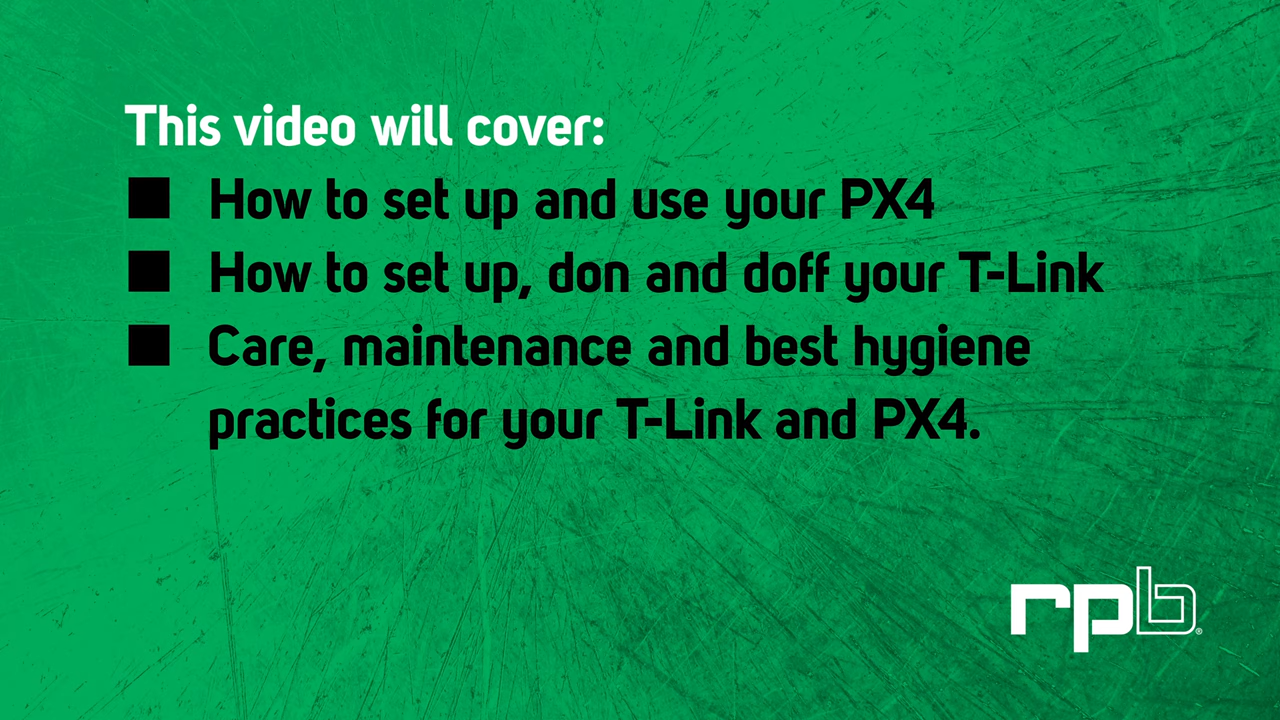 This video will cover:
■ How to set up and use your PX4
■ How to set up, don and doff your T-Link
■ Care, maintenance and best hygiene
practices for your T-Link and PX4.
rpb®